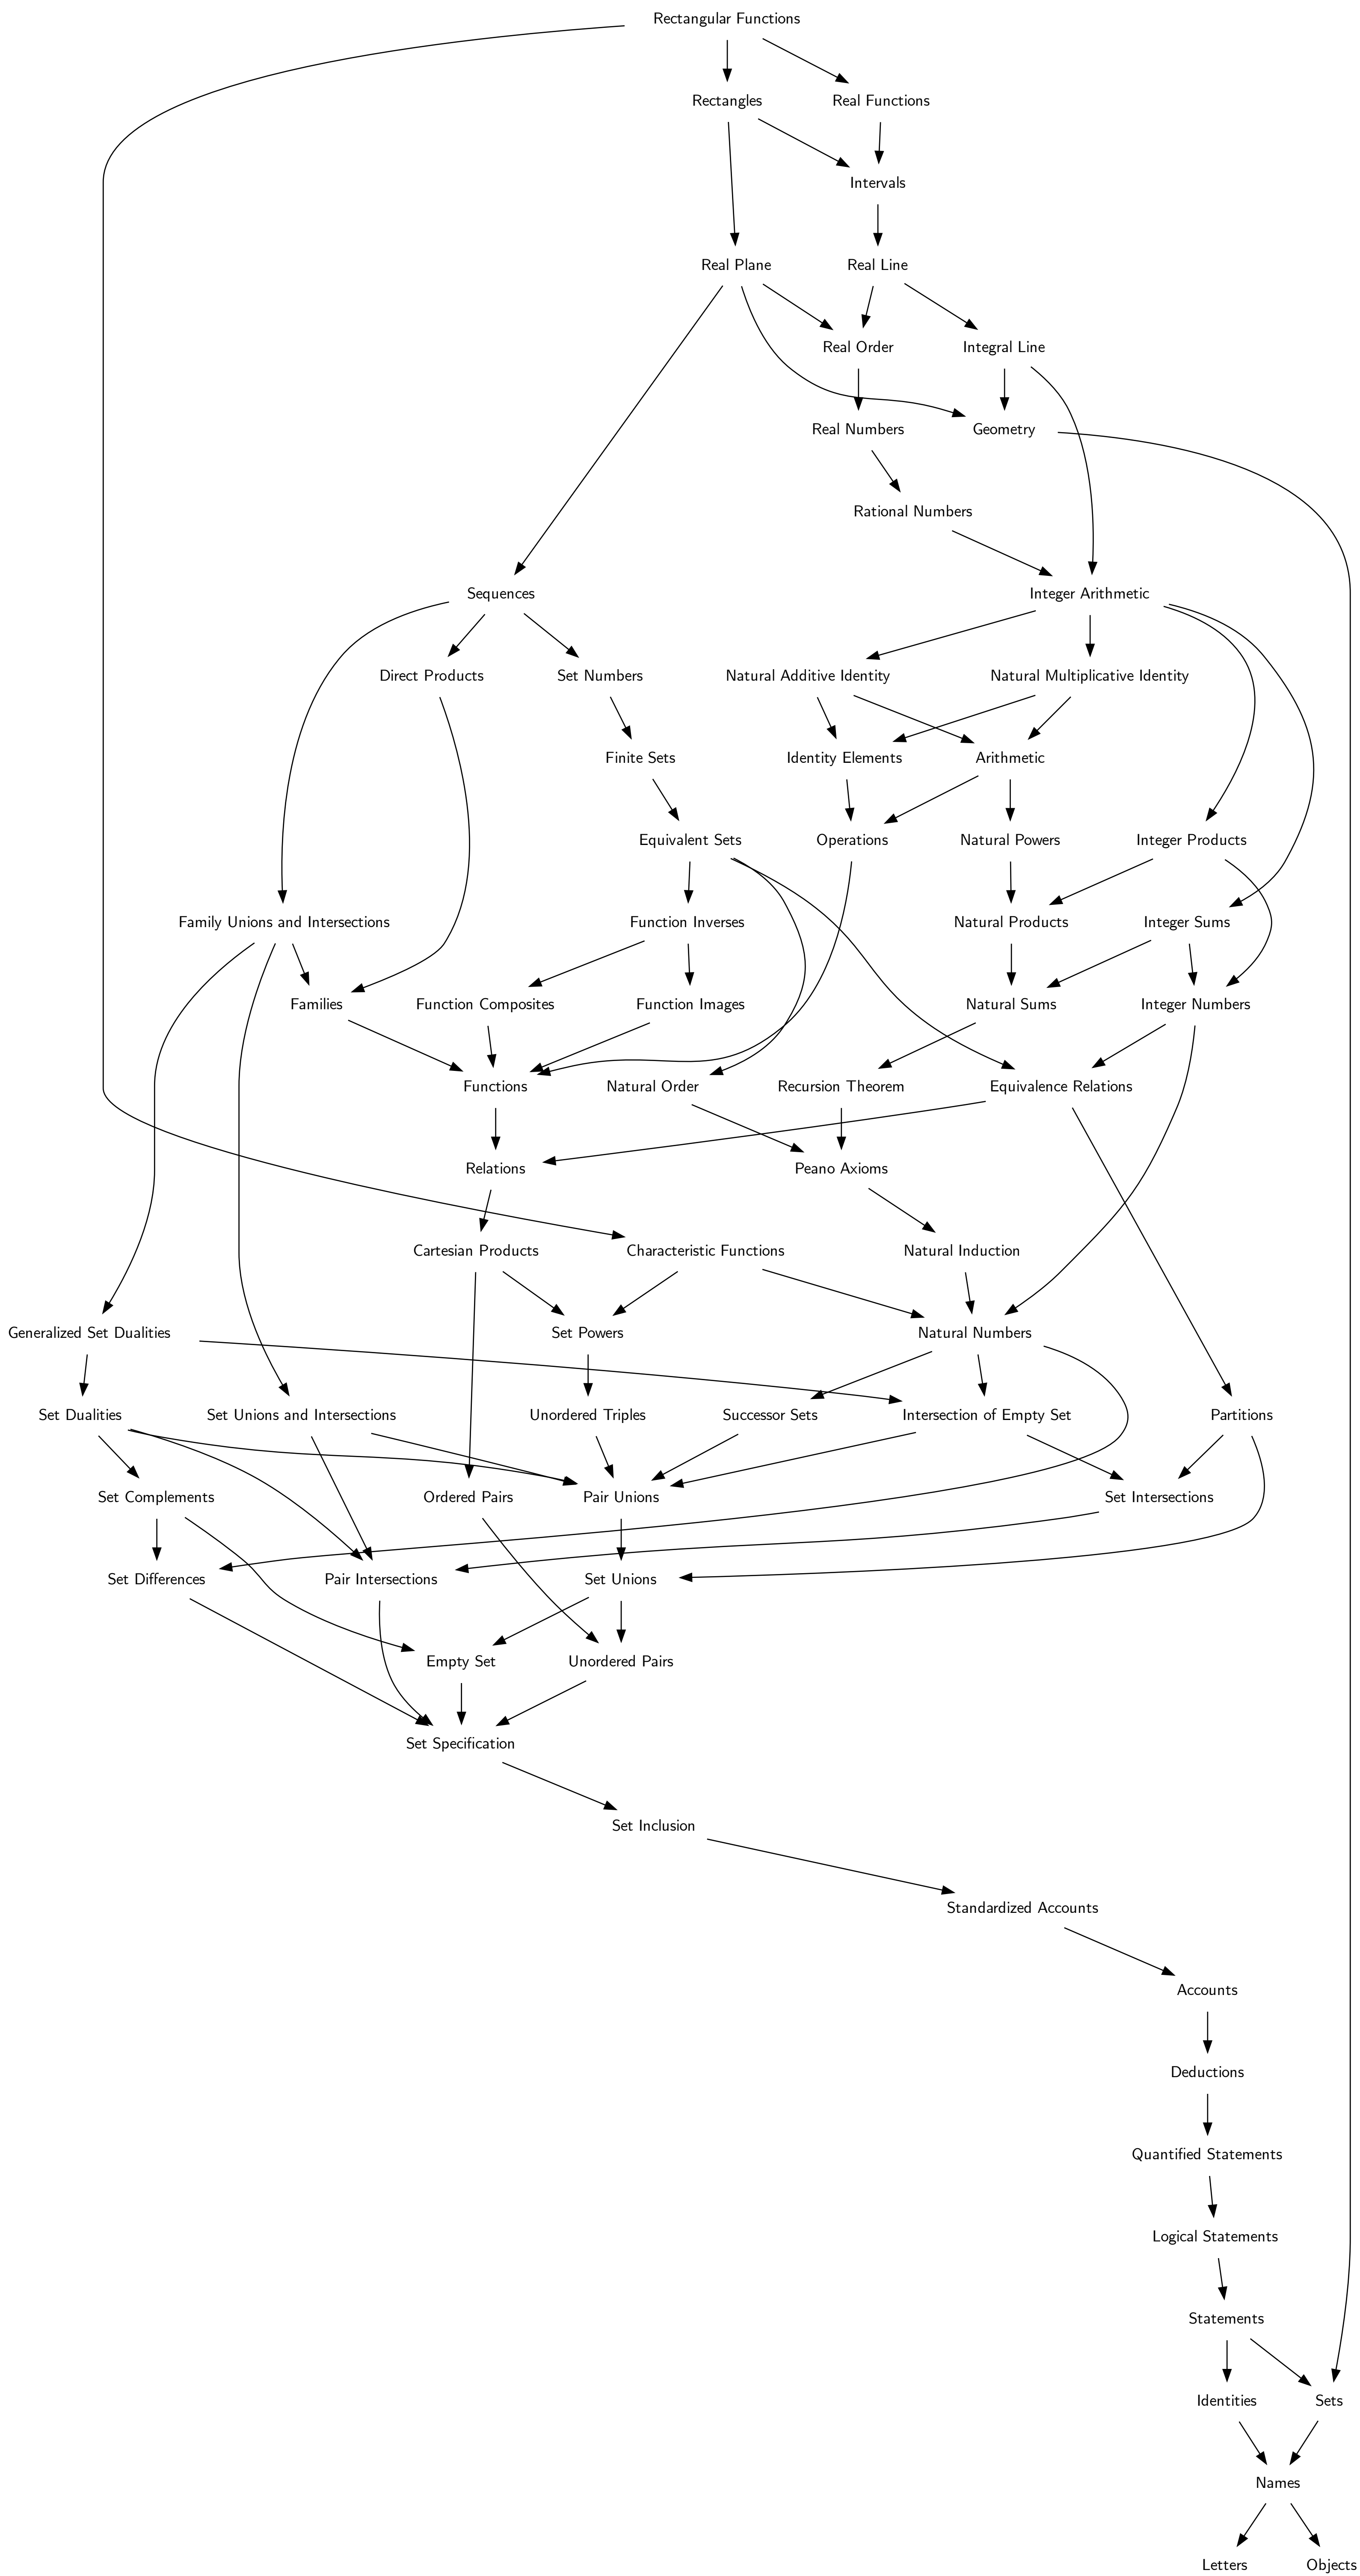 Rectangular Functions
Rectangles
Real Functions
Intervals
Real Plane
Real Line
Real Order
Integral Line
Real Numbers
Geometry
Rational Numbers
Sequences
Integer Arithmetic
Direct Products
Set Numbers
Natural Additive Identity
Natural Multiplicative Identity
Finite Sets
Identity Elements
Arithmetic
Equivalent Sets
Operations
Natural Powers
Integer Products
Family Unions and Intersections
Function Inverses
Natural Products
Integer Sums
Families
Function Composites
Function Images
Natural Sums
Integer Numbers
Functions
Natural Order
Recursion Theorem
Equivalence Relations
Relations
Peano Axioms
Cartesian Products
Characteristic Functions
Natural Induction
Generalized Set Dualities
Set Powers
Natural Numbers
Set Dualities
Set Unions and Intersections
Unordered Triples
Successor Sets
Intersection of Empty Set
Partitions
Set Complements
Ordered Pairs
Pair Unions
Set Intersections
Set Differences
Pair Intersections
Set Unions
Empty Set
Unordered Pairs
Set Specification
Set Inclusion
Standardized Accounts
Accounts
Deductions
Quantified Statements
Logical Statements
Statements
Identities
Sets
Names
Letters
Objects